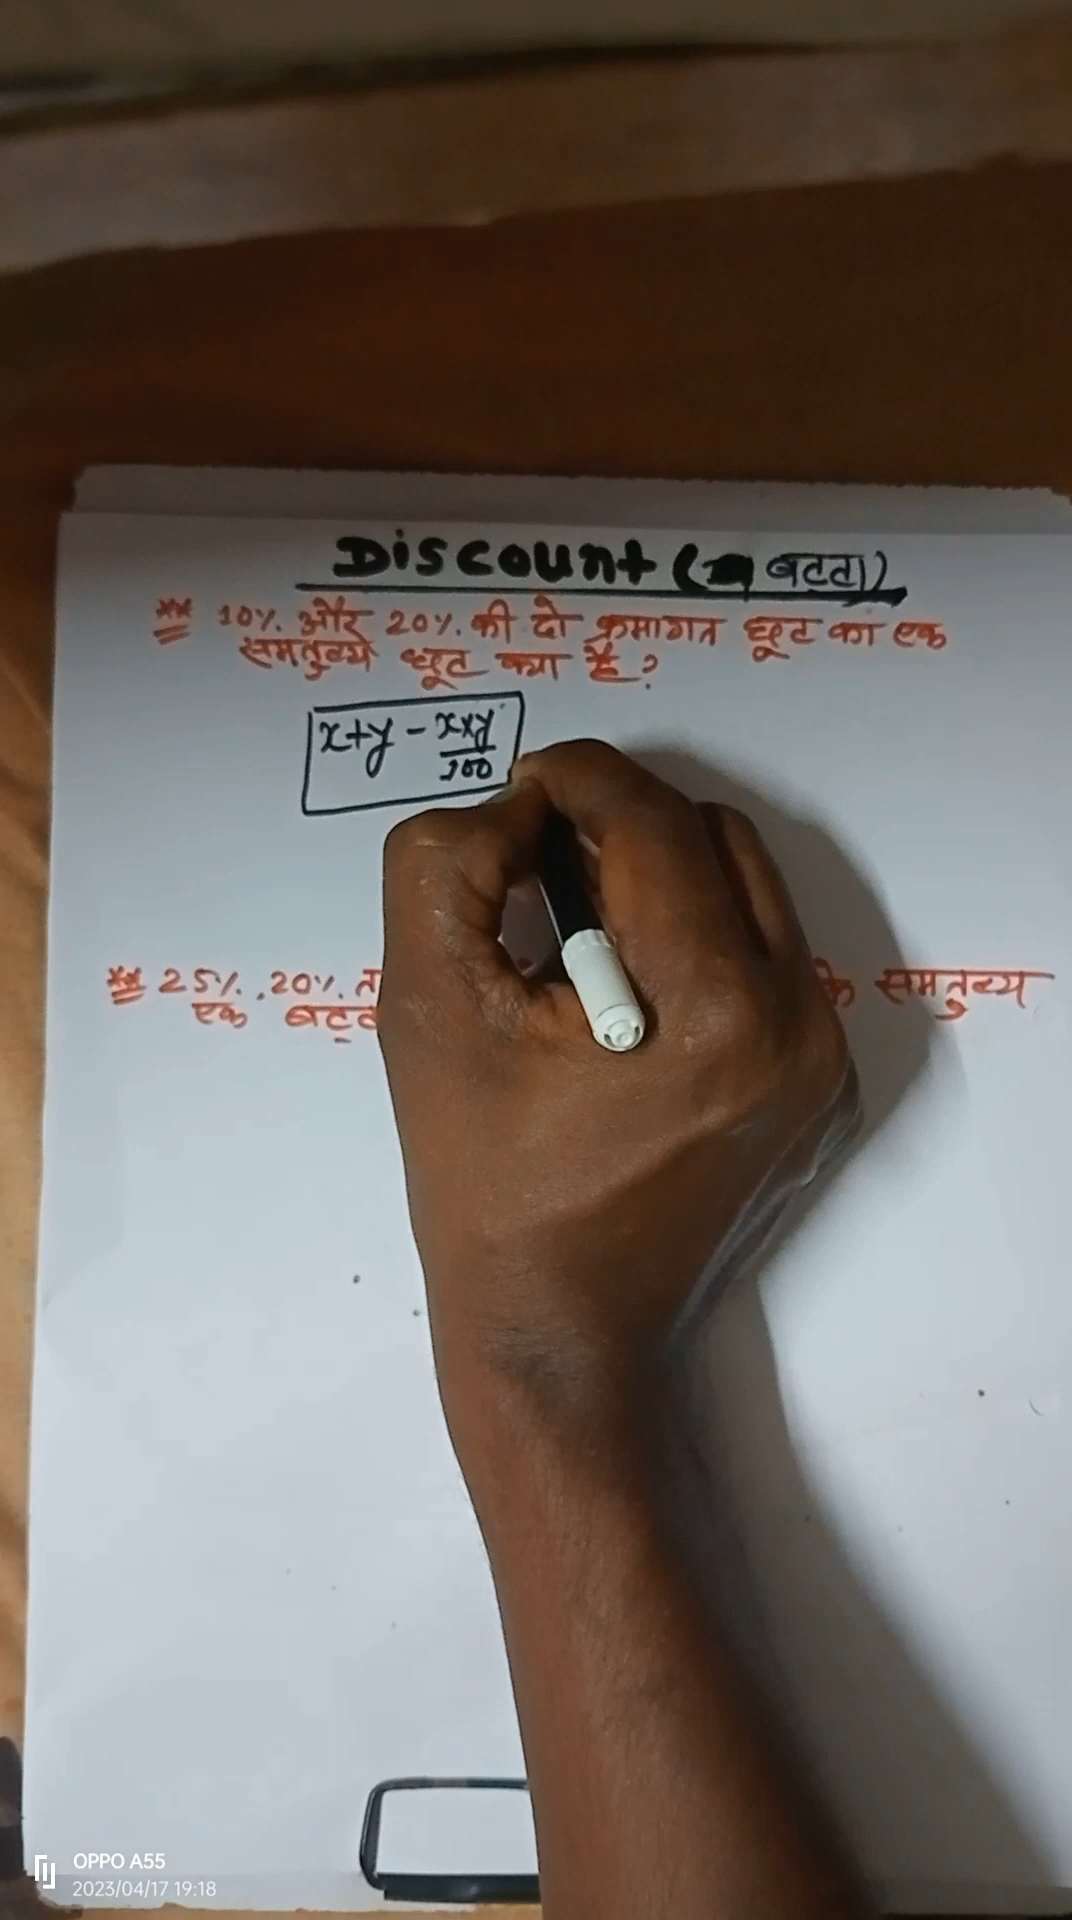 Discount ( बट्टा)
** 10%. और 20%. की दो क्रमागत छूट का एक
समतुल्य छूट क्या है ?
x+y - x×y/100
** 25%. , 20%. के समतुल्य
एक
OPPO A55
2023/04/17 19:18